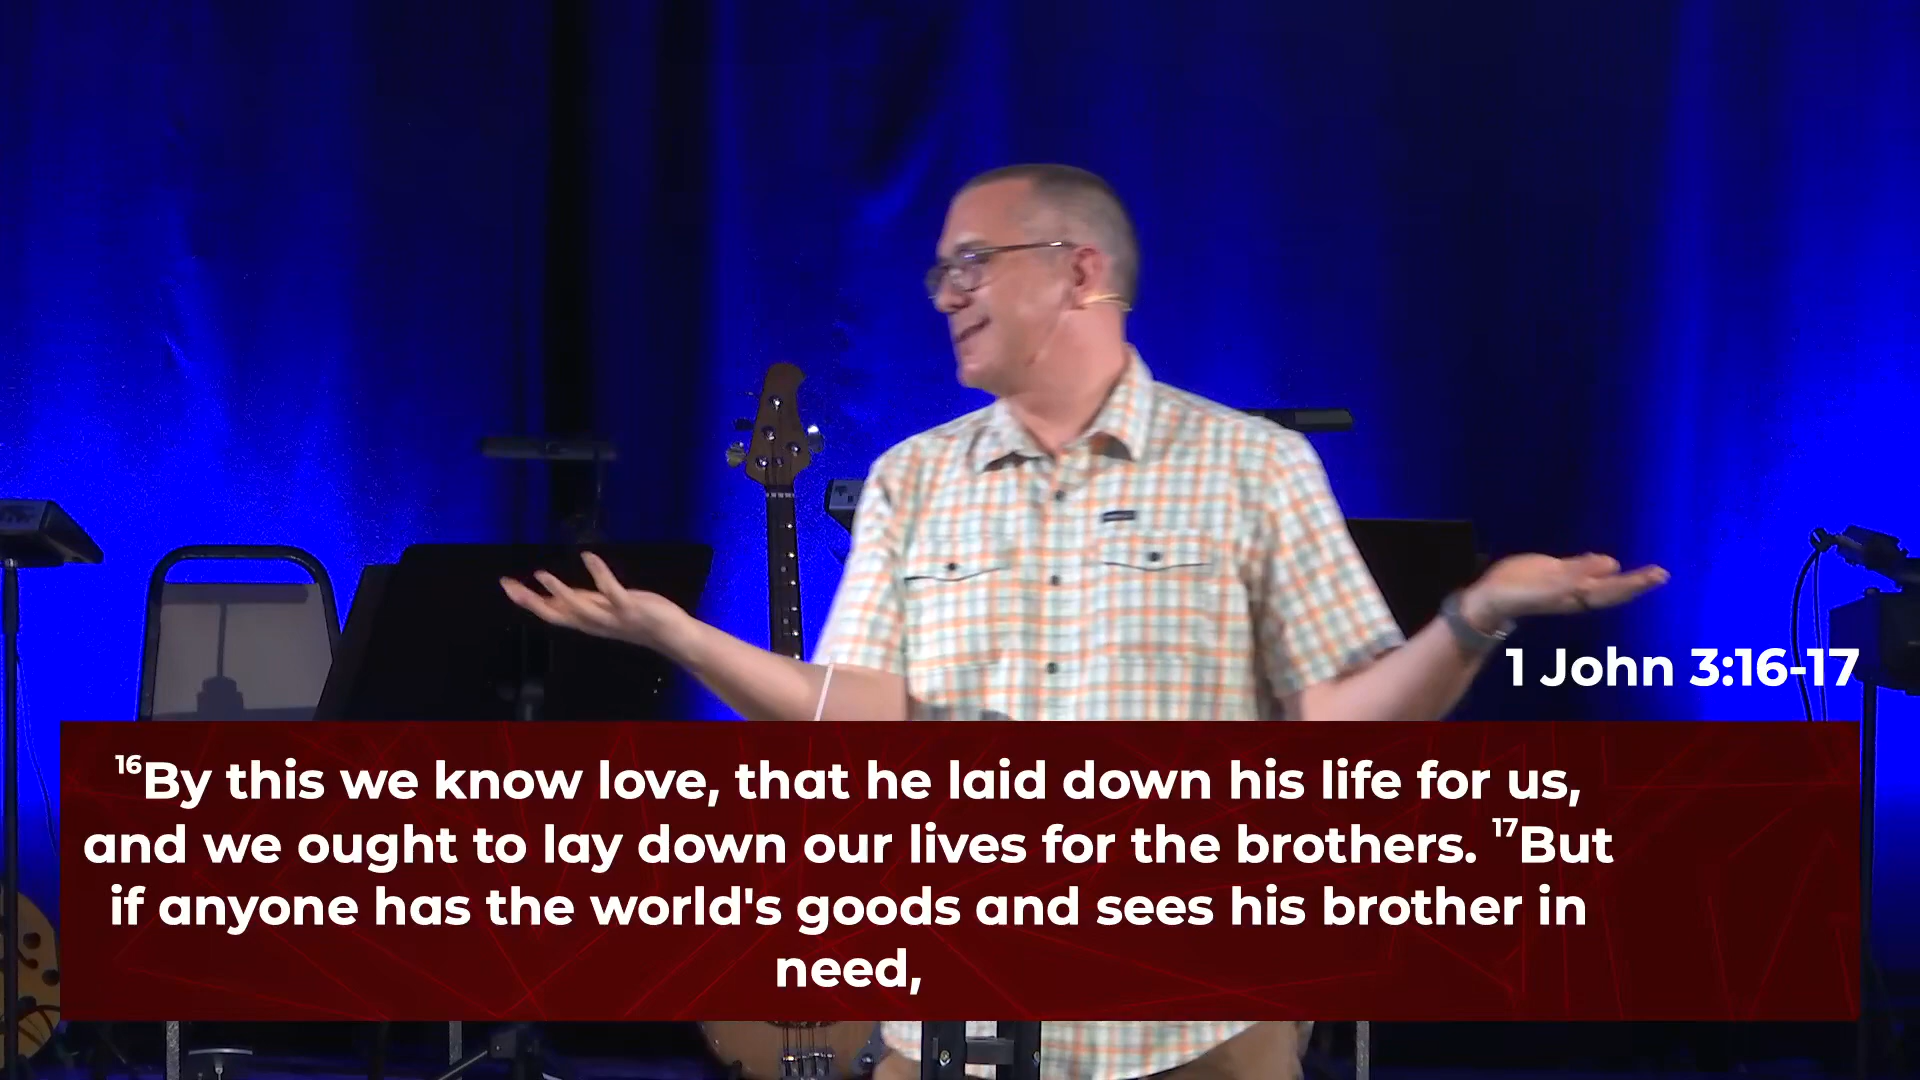 1 John 3:16-17
¹⁶By this we know love, that he laid down his life for us,
and we ought to lay down our lives for the brothers. ¹⁷But
if anyone has the world's goods and sees his brother in
need,